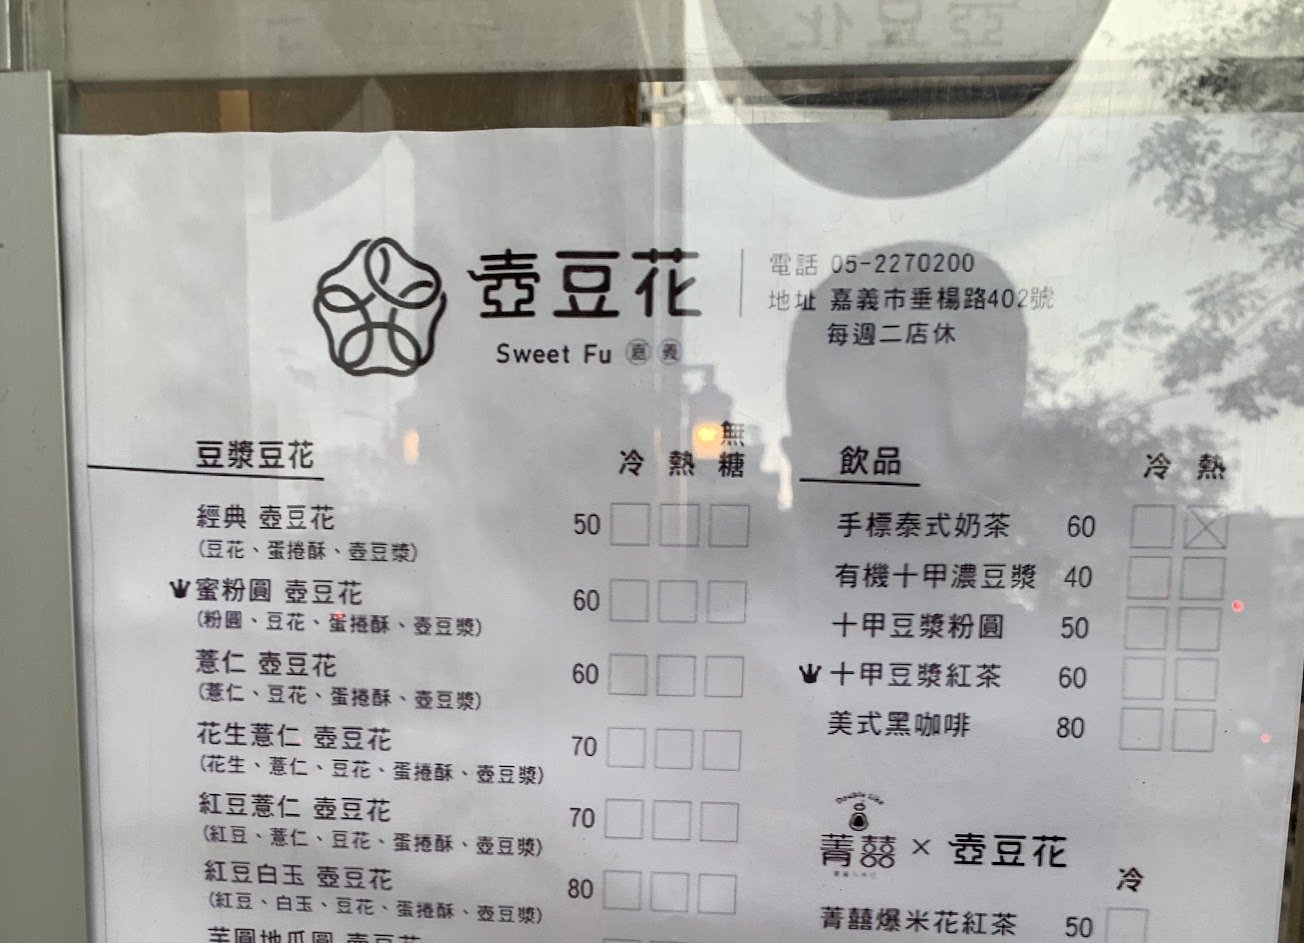 壺豆花
Sweet Fu 嘉義
電話 05-2270200
地址 嘉義市垂楊路402號
每週二店休
豆漿豆花 冷 熱 無糖
經典 壺豆花 50
(豆花、蛋捲酥、壺豆漿)
蜜粉圓 壺豆花 60
(粉圓、豆花、蛋捲酥、壺豆漿)
薏仁 壺豆花 60
(薏仁、豆花、蛋捲酥、壺豆漿)
花生薏仁 壺豆花 70
(花生、薏仁、豆花、蛋捲酥、壺豆漿)
紅豆薏仁 壺豆花 70
(紅豆、薏仁、豆花、蛋捲酥、壺豆漿)
紅豆白玉 壺豆花 80
(紅豆、白玉、豆花、蛋捲酥、壺豆漿)
芋圓地瓜圓 壺豆花
飲品 冷 熱
手標泰式奶茶 60
有機十甲濃豆漿 40
十甲豆漿粉圓 50
十甲豆漿紅茶 60
美式黑咖啡 80
Double Like
菁囍 × 壺豆花
冷
菁囍爆米花紅茶 50